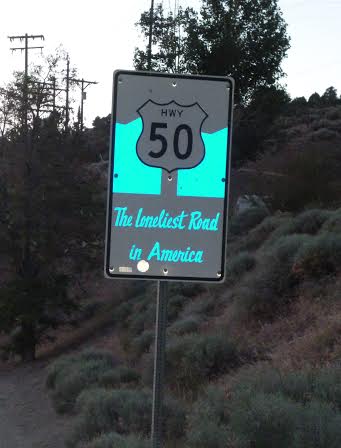 HWY
50
The Loneliest Road
in America